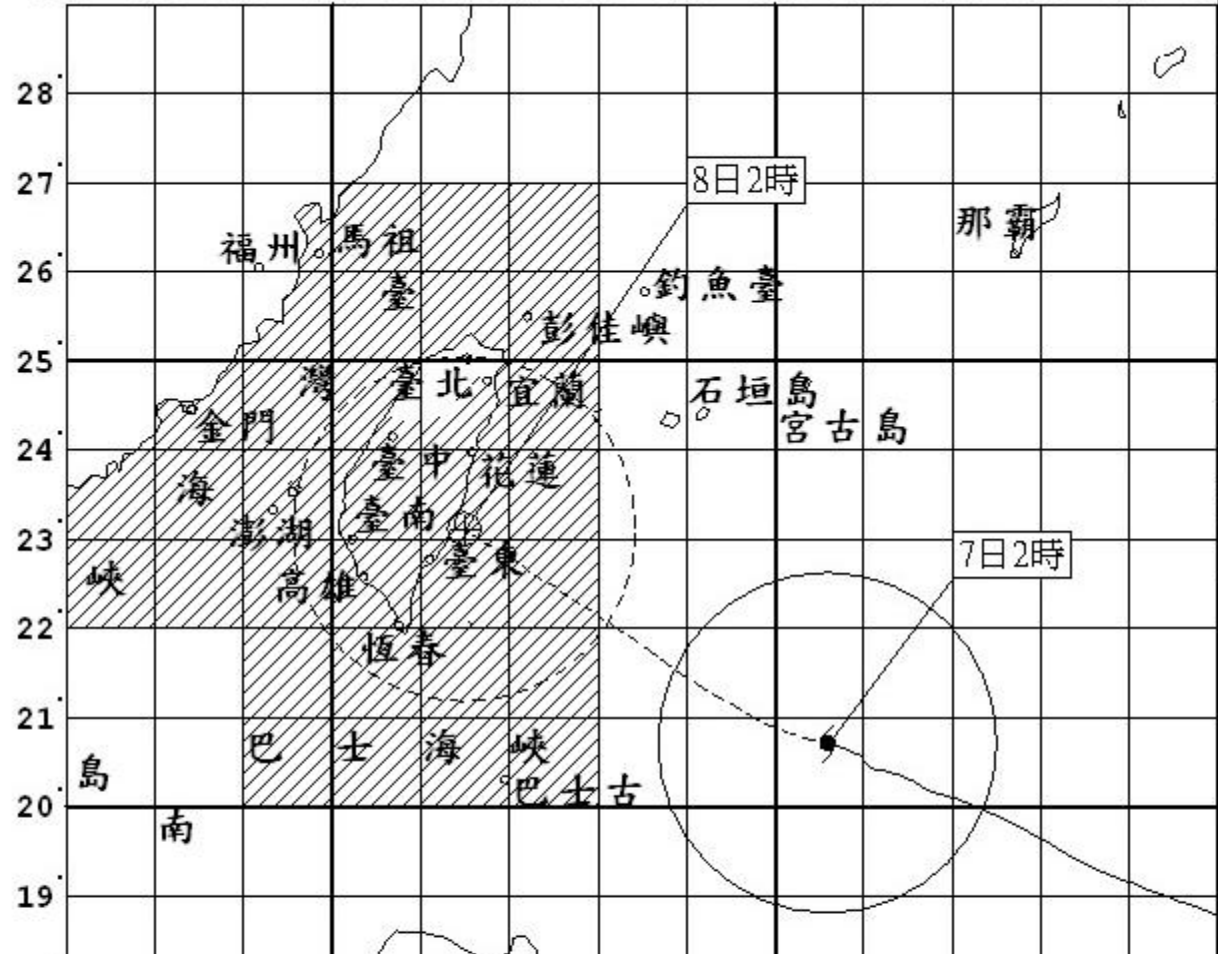 28
27
8日2時
那霸
福州
馬祖
26
臺
釣魚臺
彭佳嶼
25
灣
臺北
宜蘭
石垣島
宮古島
金門
24
海
臺中
花蓮
臺南
澎湖
23
臺東
7日2時
峽
高雄
22
恆春
21
巴士海峽
島
巴士古
20
南
19